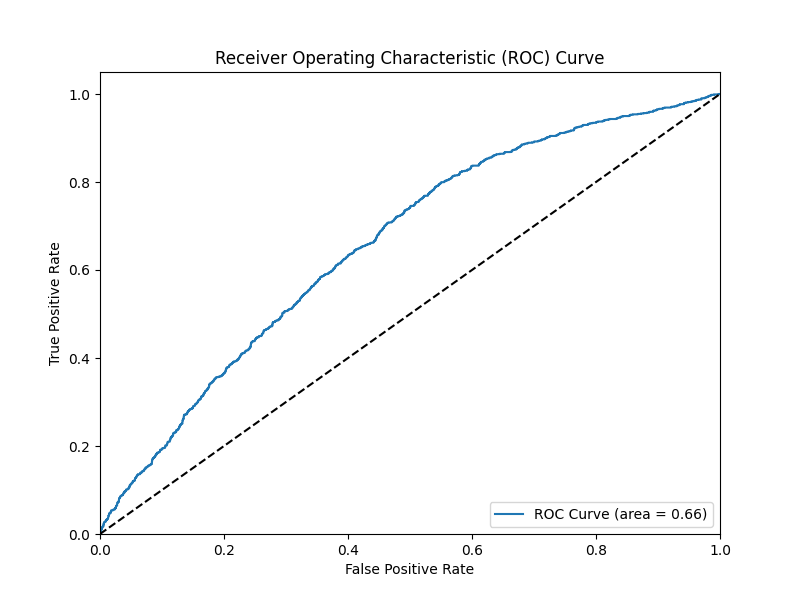 Receiver Operating Characteristic (ROC) Curve
True Positive Rate
1.0
0.8
0.6
0.4
0.2
0.0
ROC Curve (area = 0.66)
0.0 0.2 0.4 0.6 0.8 1.0
False Positive Rate